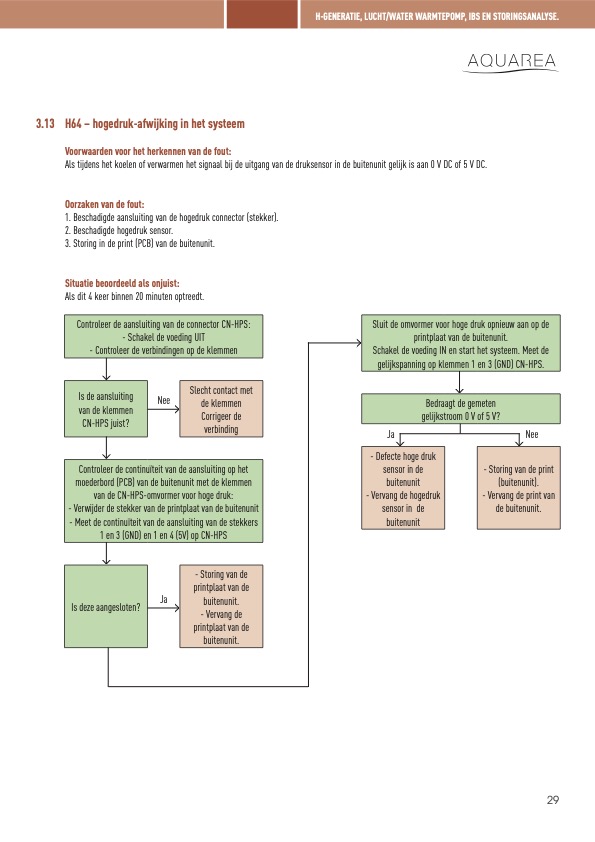 H-GENERATIE, LUCHT/WATER WARMTEPOMP, IBS EN STORINGSANALYSE.
AQUAREA
3.13 H64 – hogedruk-afwijking in het systeem
Voorwaarden voor het herkennen van de fout:
Als tijdens het koelen of verwarmen het signaal bij de uitgang van de druksensor in de buitenunit gelijk is aan 0 V DC of 5 V DC.
Oorzaken van de fout:
1. Beschadigde aansluiting van de hogedruk connector (stekker).
2. Beschadigde hogedruk sensor.
3. Storing in de print (PCB) van de buitenunit.
Situatie beoordeeld als onjuist:
Als dit 4 keer binnen 20 minuten optreedt.
Controleer de aansluiting van de connector CN-HPS:
- Schakel de voeding UIT
- Controleer de verbindingen op de klemmen
Is de aansluiting
van de klemmen
CN-HPS juist?
Nee
Slecht contact met
de klemmen
Corrigeer de
verbinding
Controleer de continuïteit van de aansluiting op het
moederbord (PCB) van de buitenunit met de klemmen
van de CN-HPS-omvormer voor hoge druk:
- Verwijder de stekker van de printplaat van de buitenunit
- Meet de continuïteit van de aansluiting van de stekkers
1 en 3 (GND) en 1 en 4 (5V) op CN-HPS
Is deze aangesloten?
Ja
- Storing van de
printplaat van de
buitenunit.
- Vervang de
printplaat van de
buitenunit.
Sluit de omvormer voor hoge druk opnieuw aan op de
printplaat van de buitenunit.
Schakel de voeding IN en start het systeem. Meet de
gelijkspanning op klemmen 1 en 3 (GND) CN-HPS.
Bedraagt de gemeten
gelijkstroom 0 V of 5 V?
Ja
Nee
- Defecte hoge druk
sensor in de
buitenunit
- Vervang de hogedruk
sensor in de
buitenunit
- Storing van de print
(buitenunit).
- Vervang de print van
de buitenunit.
29